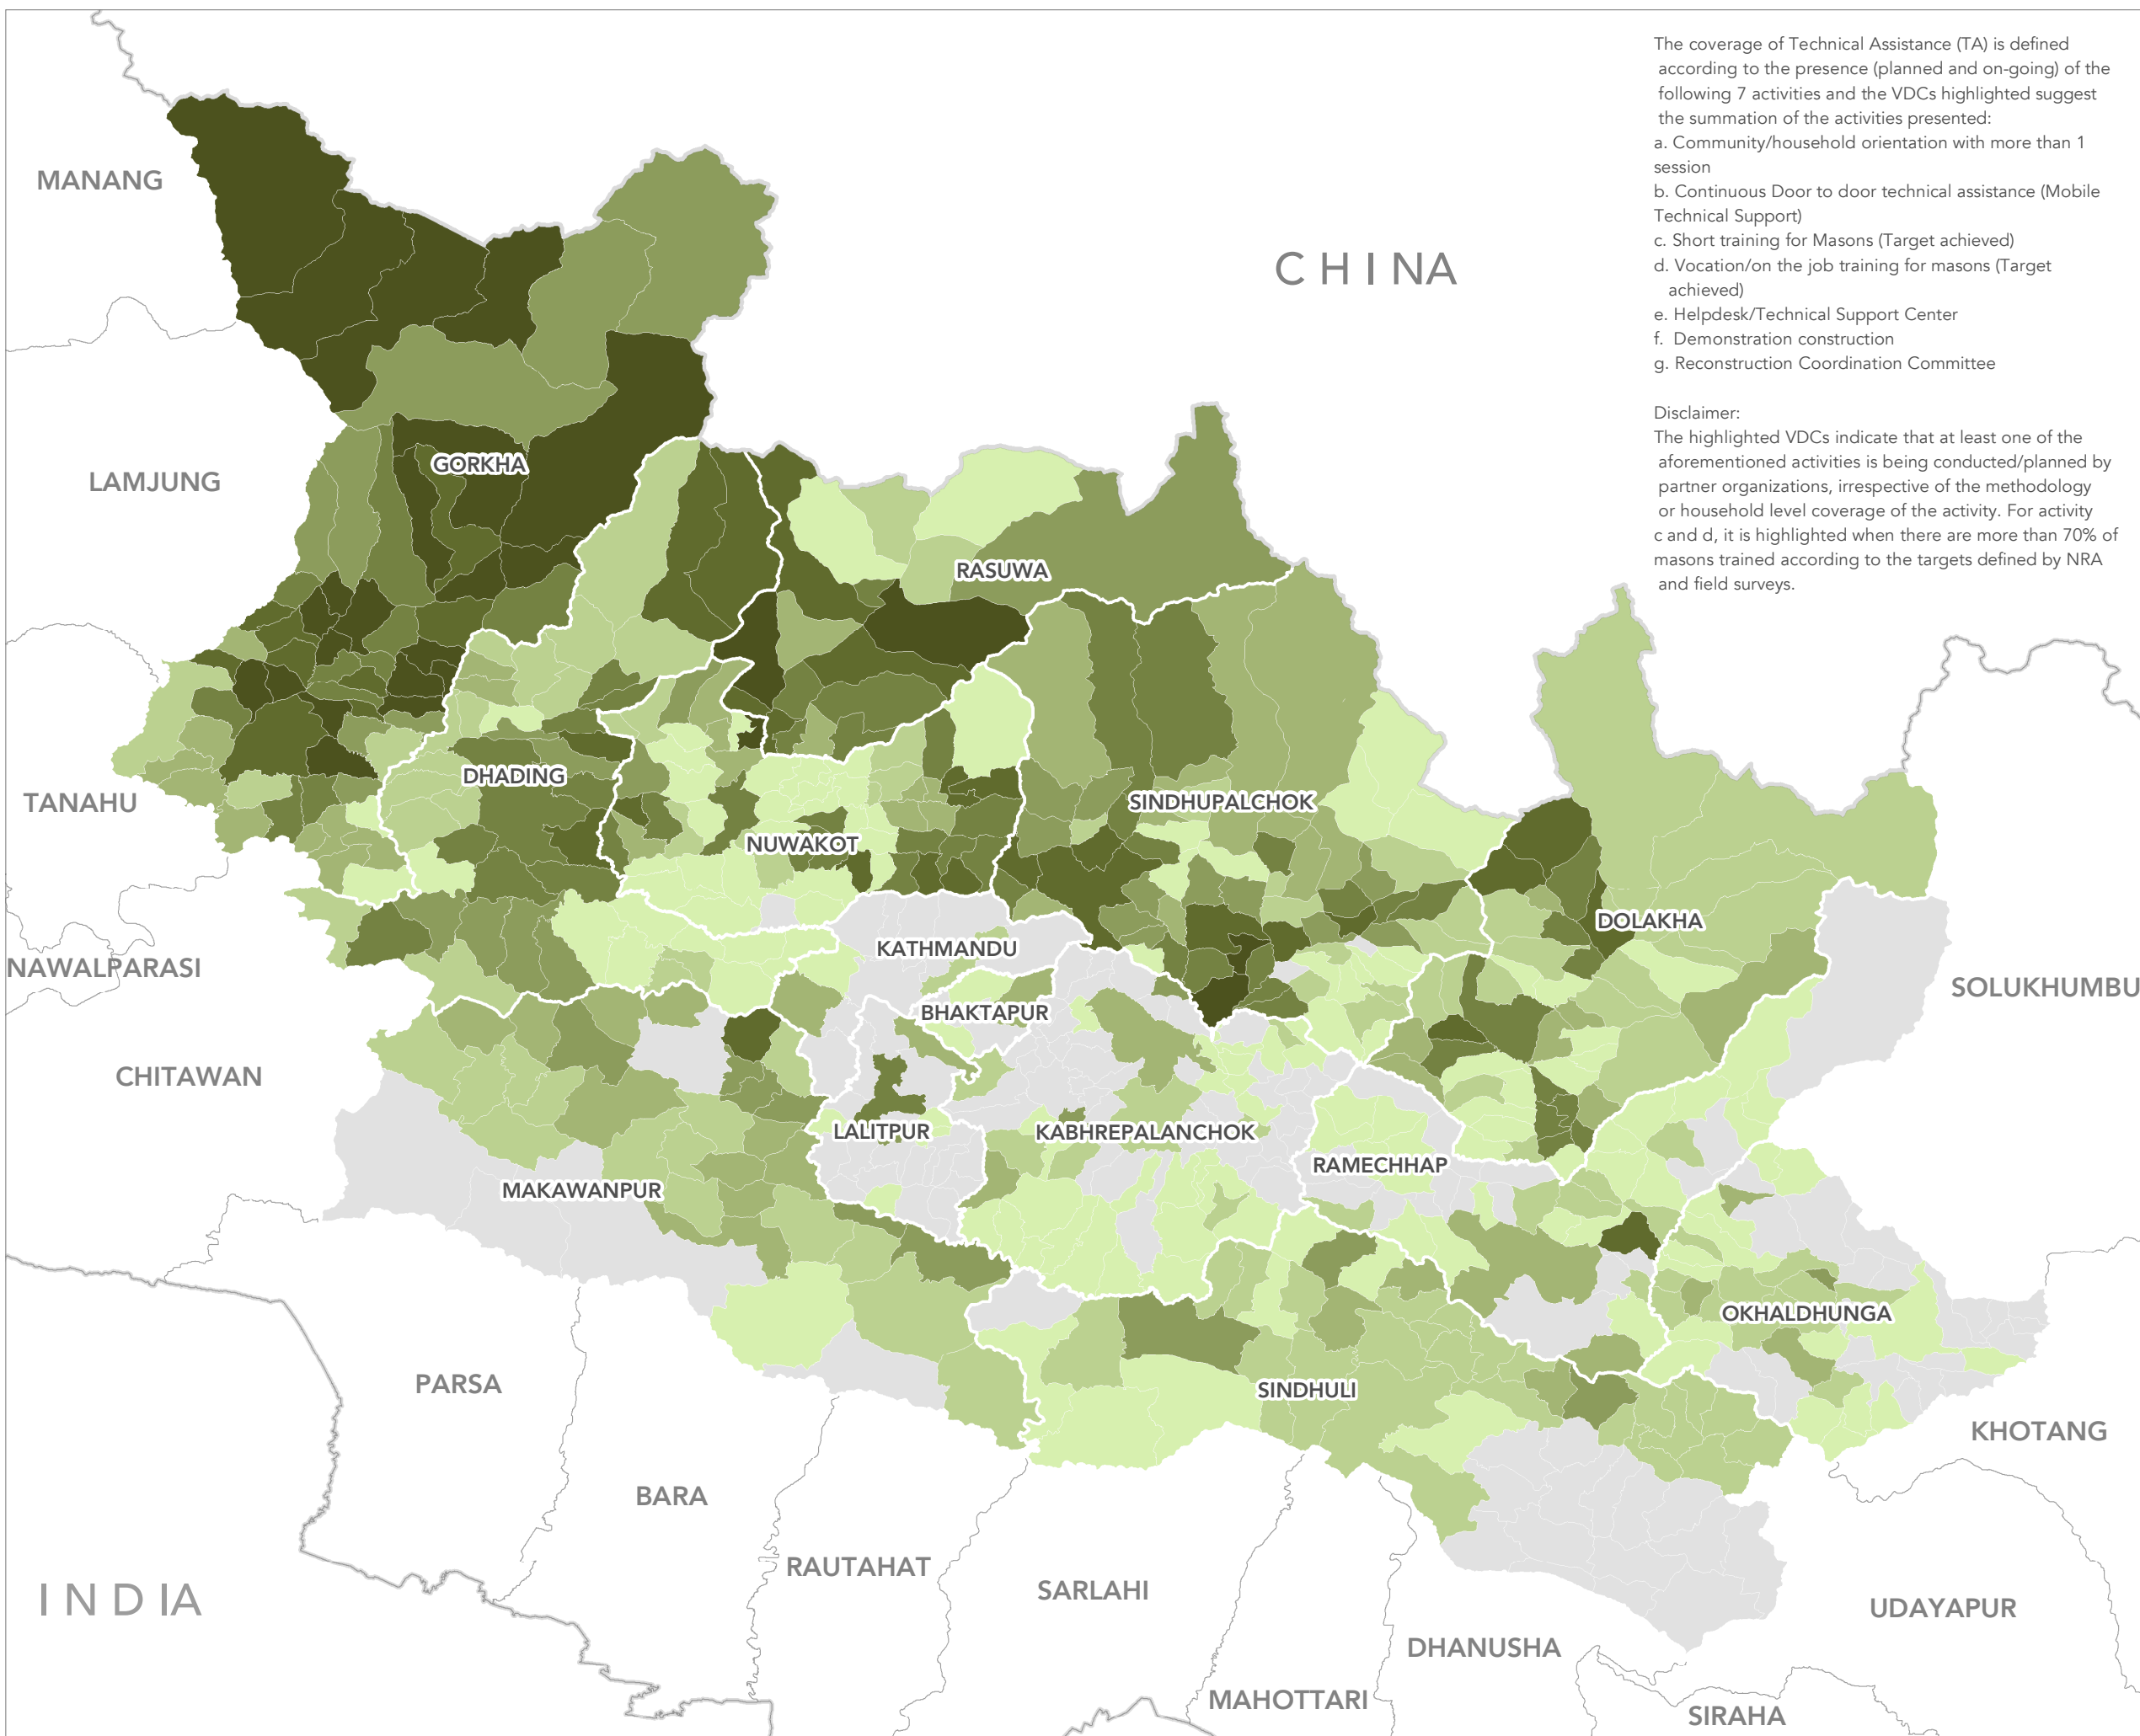 The coverage of Technical Assistance (TA) is defined
according to the presence (planned and on-going) of the
following 7 activities and the VDCs highlighted suggest
the summation of the activities presented:
a. Community/household orientation with more than 1
session
b. Continuous Door to door technical assistance (Mobile
Technical Support)
c. Short training for Masons (Target achieved)
d. Vocation/on the job training for masons (Target
achieved)
e. Helpdesk/Technical Support Center
f. Demonstration construction
g. Reconstruction Coordination Committee
Disclaimer:
The highlighted VDCs indicate that at least one of the
aforementioned activities is being conducted/planned by
partner organizations, irrespective of the methodology
or household level coverage of the activity. For activity
c and d, it is highlighted when there are more than 70% of
masons trained according to the targets defined by NRA
and field surveys.
MANANG
CHINA
GORKHA
LAMJUNG
RASUWA
DHADING
TANAHU
SINDHUPALCHOK
NUWAKOT
DOLAKHA
KATHMANDU
NAWALPARASI
SOLUKHUMBU
BHAKTAPUR
CHITAWAN
LALITPUR
KABHREPALANCHOK
RAMECHHAP
MAKAWANPUR
OKHALDHUNGA
PARSA
SINDHULI
KHOTANG
BARA
RAUTAHAT
SARLAHI
INDIA
UDAYAPUR
DHANUSHA
MAHOTTARI
SIRAHA